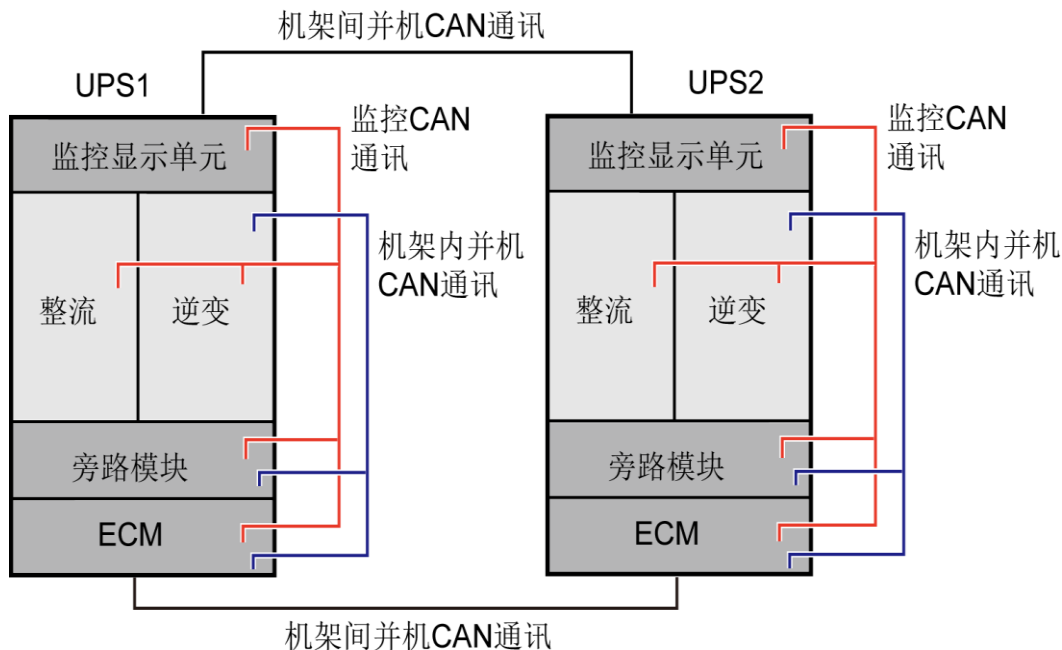 机架间并机CAN通讯
UPS1
UPS2
监控CAN
通讯
监控CAN
通讯
监控显示单元
监控显示单元
机架内并机
CAN通讯
机架内并机
CAN通讯
整流
逆变
整流
逆变
旁路模块
旁路模块
ECM
ECM
机架间并机CAN通讯